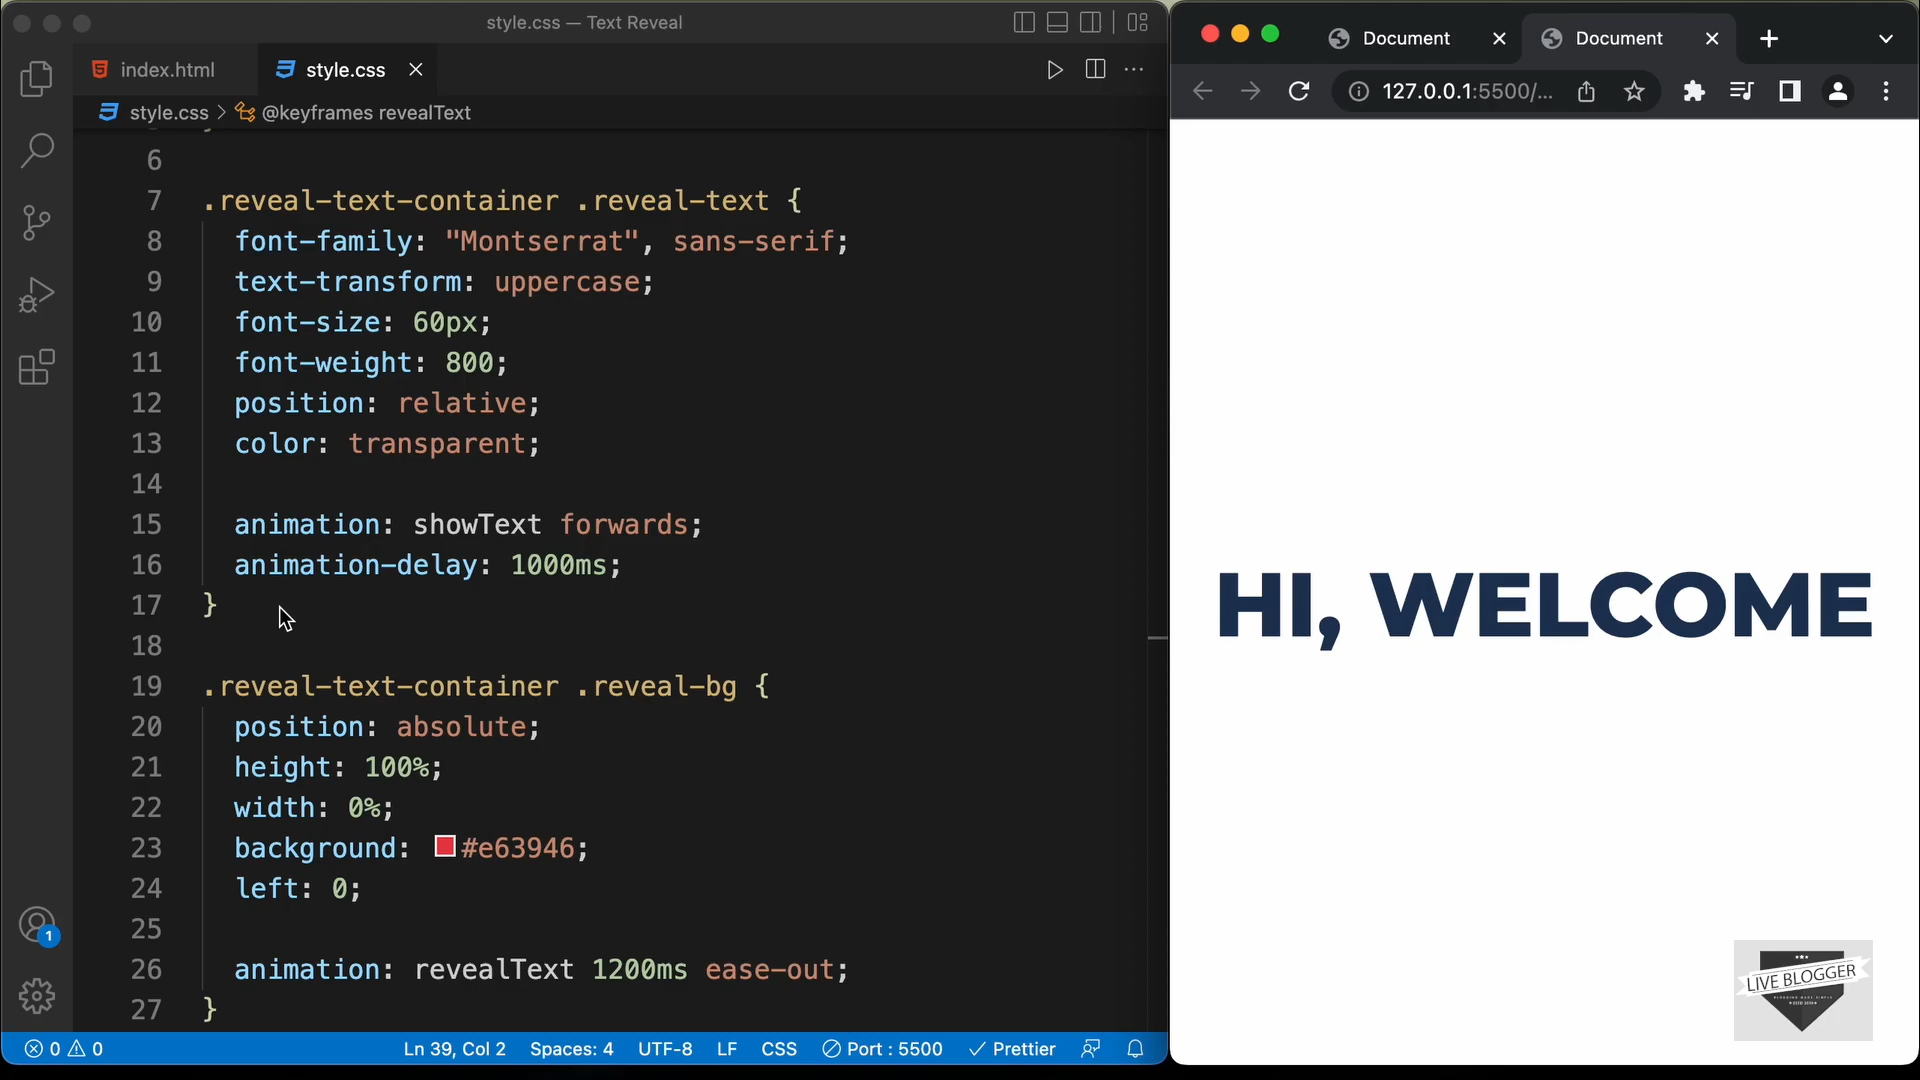 style.css — Text Reveal
index.html
style.css
style.css > @keyframes revealText
6
7 .reveal-text-container .reveal-text {
8 font-family: "Montserrat", sans-serif;
9 text-transform: uppercase;
10 font-size: 60px;
11 font-weight: 800;
12 position: relative;
13 color: transparent;
14
15 animation: showText forwards;
16 animation-delay: 1000ms;
17 }
18
19 .reveal-text-container .reveal-bg {
20 position: absolute;
21 height: 100%;
22 width: 0%;
23 background: #e63946;
24 left: 0;
25
26 animation: revealText 1200ms ease-out;
27 }
1
0 0
Ln 39, Col 2
Spaces: 4
UTF-8
LF
CSS
Port : 5500
Prettier
Document
Document
127.0.0.1:5500/...
HI, WELCOME
LIVE BLOGGER